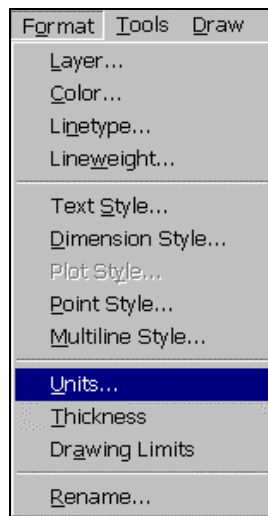 Format Tools Draw
Layer...
Color...
Linetype...
Lineweight...
Text Style...
Dimension Style...
Plot Style...
Point Style...
Multiline Style...
Units...
Thickness
Drawing Limits
Rename...